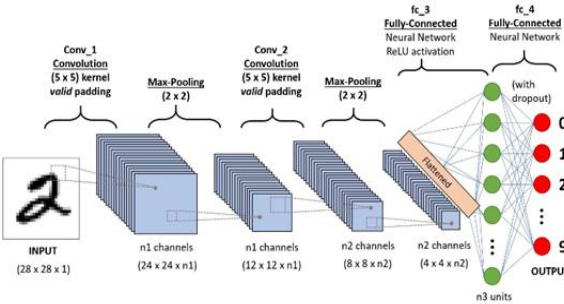 Conv_1
Convolution
(5 x 5) kernel
valid padding
Max-Pooling
(2 x 2)
Conv_2
Convolution
(5 x 5) kernel
valid padding
Max-Pooling
(2 x 2)
fc_3
Fully-Connected
Neural Network
ReLU activation
fc_4
Fully-Connected
Neural Network
(with
dropout)
2
INPUT
(28 x 28 x 1)
n1 channels
(24 x 24 x n1)
n1 channels
(12 x 12 x n1)
n2 channels
(8 x 8 x n2)
n2 channels
(4 x 4 x n2)
Flattened
n3 units
0
1
2
9
OUTPU